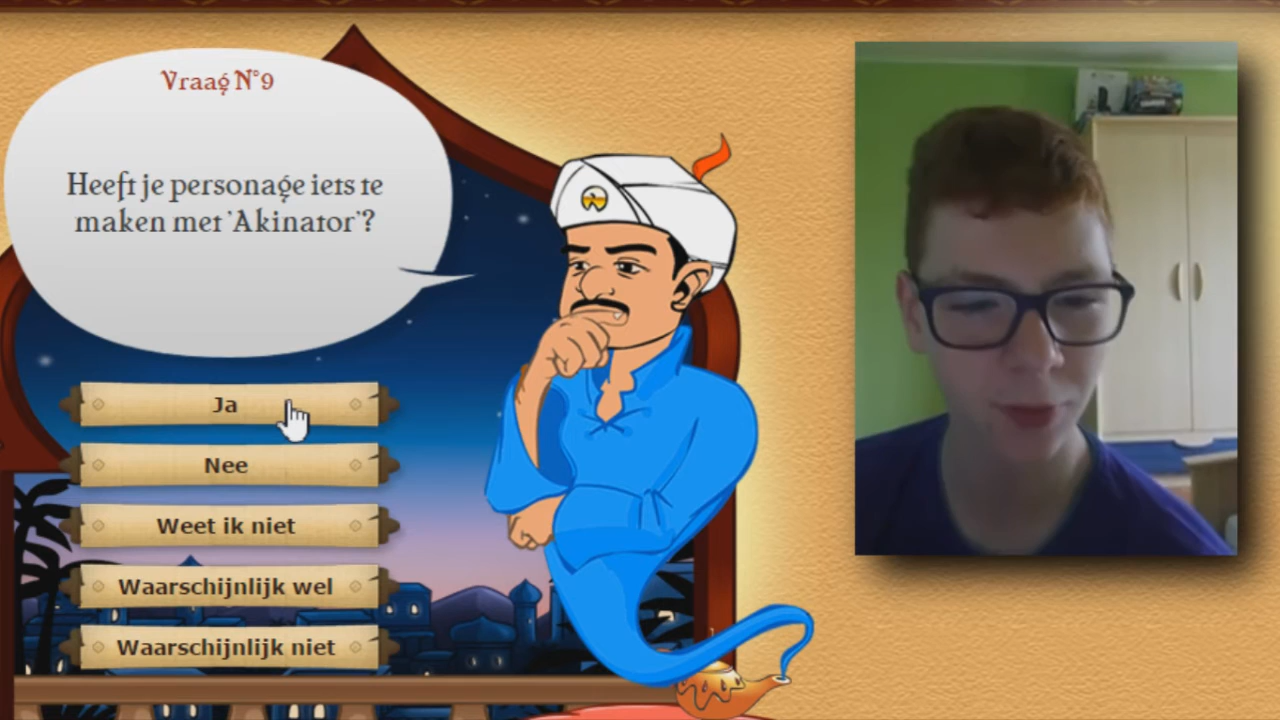 Vraag N°9
Heeft je personage iets te
maken met 'Akinator'?
Ja
Nee
Weet ik niet
Waarschijnlijk wel
Waarschijnlijk niet